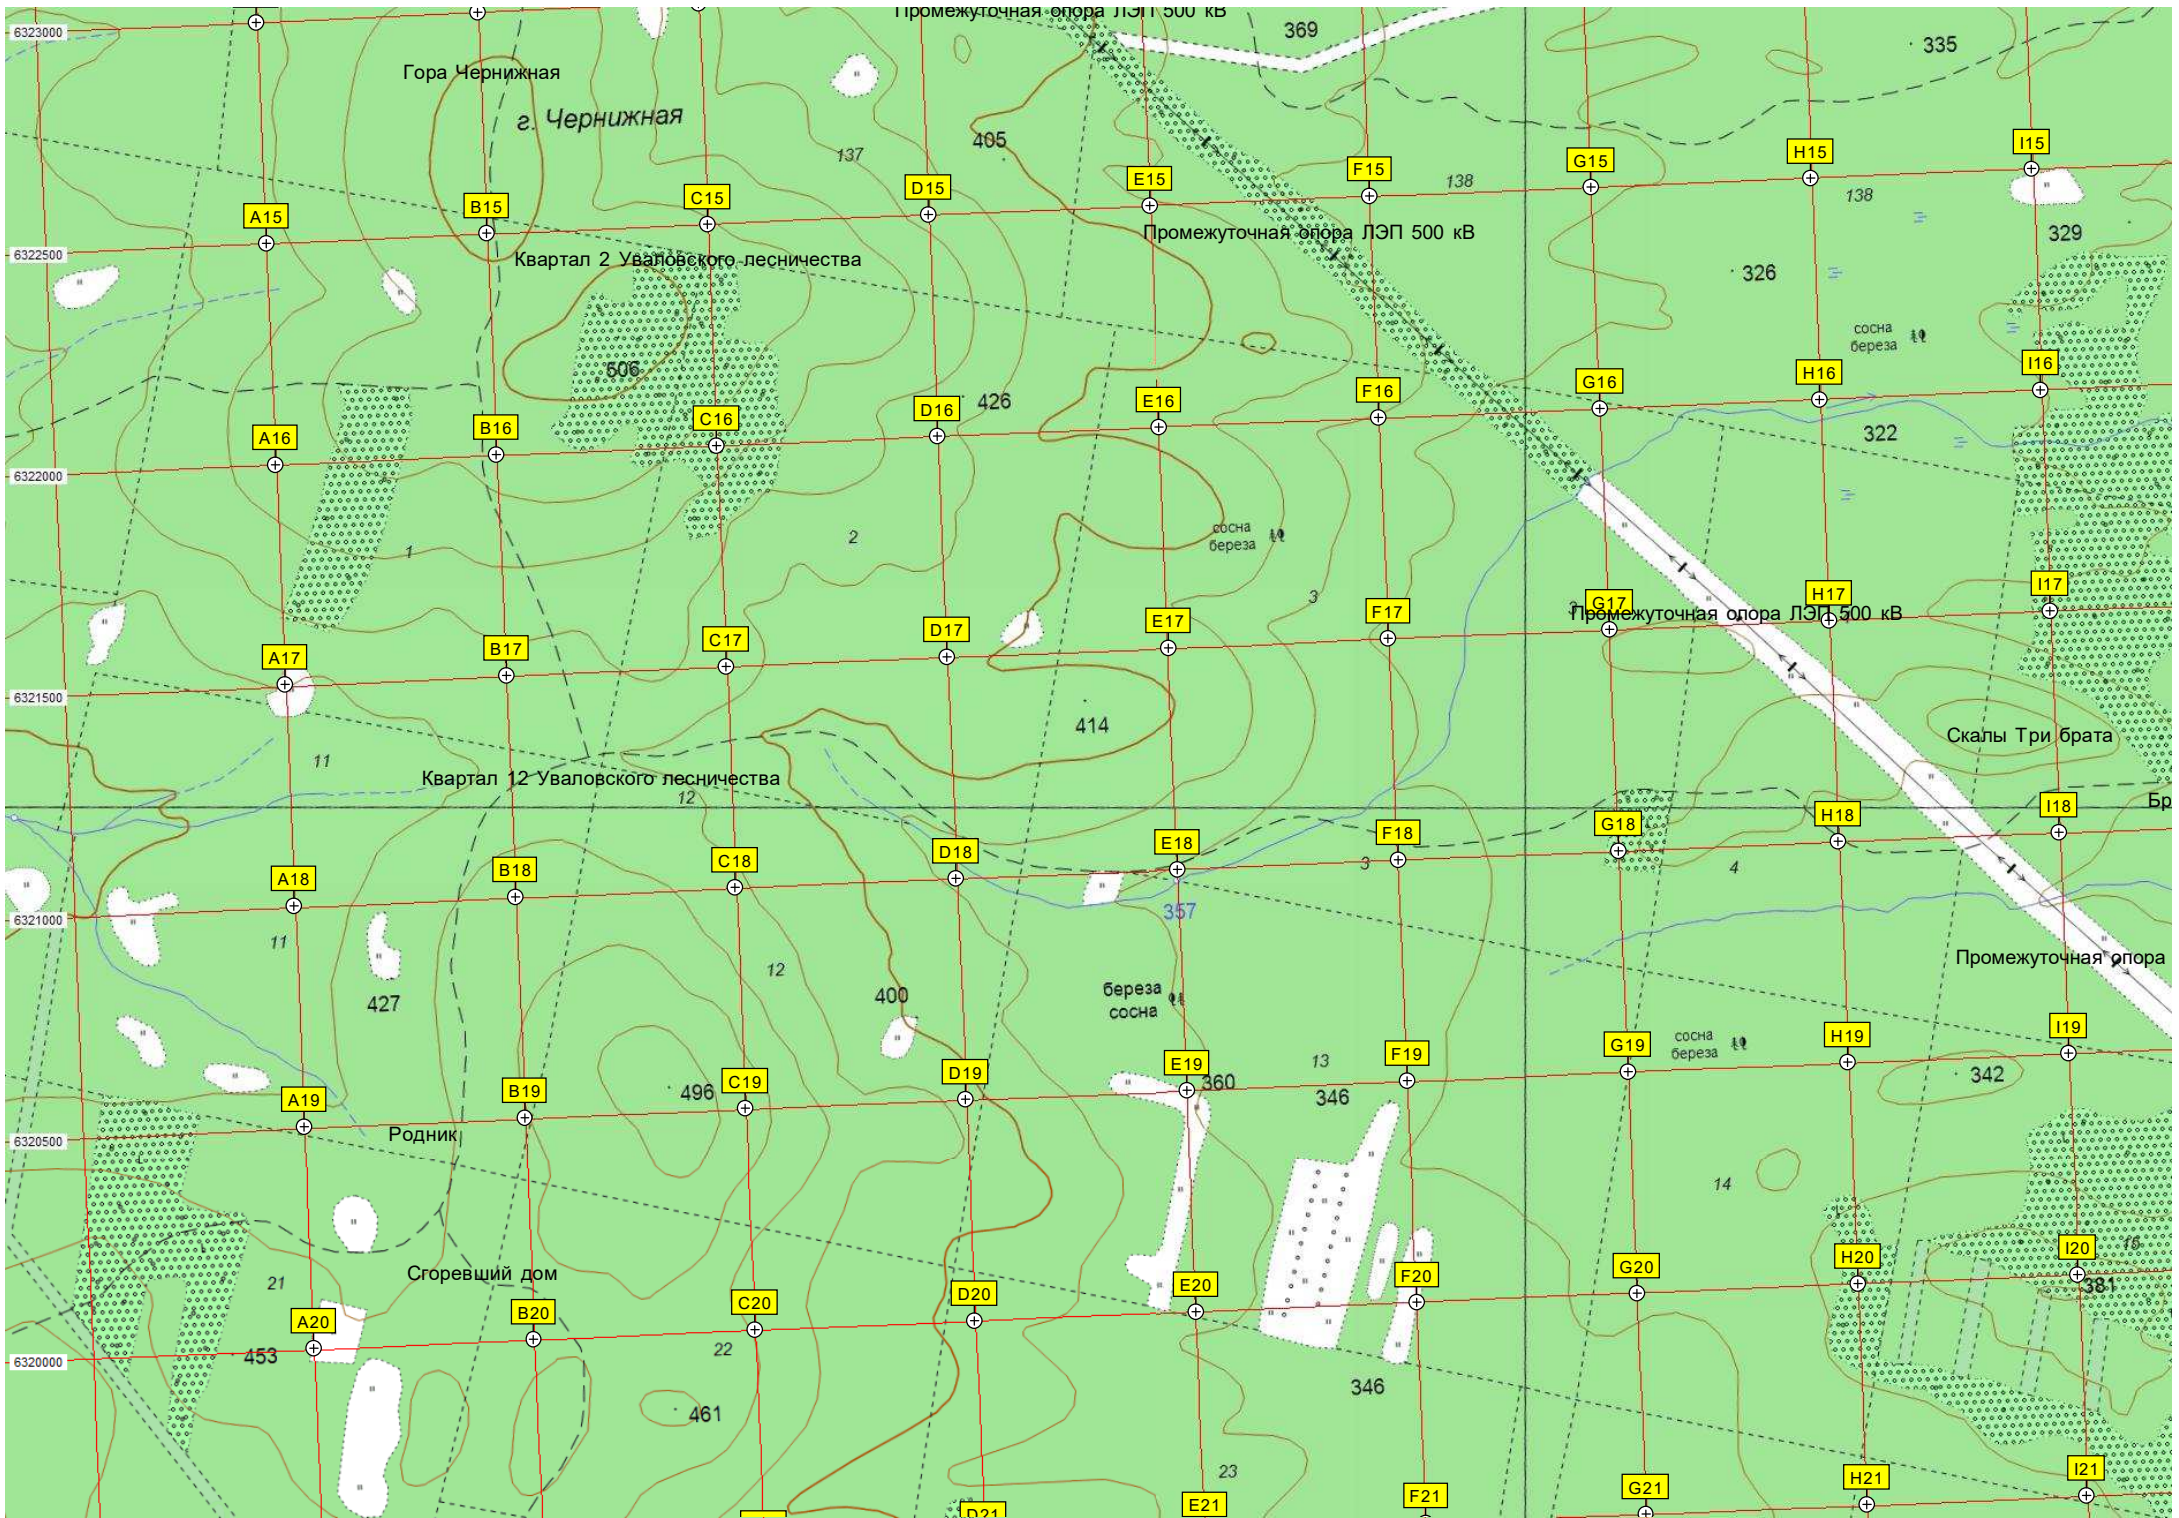 Промежуточная опора ЛЭП 500 кВ
6323000
369
335
Гора Чернижная
г. Чернижная
405
137
I15
H15
G15
F15
138
E15
138
D15
C15
B15
A15
329
Промежуточная опора ЛЭП 500 кВ
6322500
Квартал 2 Уваловского лесничества
326
сосна
береза
506
I16
H16
G16
F16
426
E16
D16
C16
B16
A16
322
6322000
сосна
береза
2
1
3
I17
H17
G17
3
Промежуточная опора ЛЭП 500 кВ
F17
E17
D17
C17
B17
A17
6321500
414
Скалы Три брата
11
Квартал 12 Уваловского лесничества
12
Бр
I18
H18
G18
F18
E18
D18
C18
B18
A18
3
4
6321000
357
11
12
Промежуточная опора
427
400
береза
сосна
I19
H19
G19
сосна
береза
F19
13
E19
360
D19
C19
B19
A19
496
346
342
Родник
6320500
14
15
I20
381
H20
G20
F20
E20
D20
C20
B20
A20
21
Сгоревший дом
22
453
6320000
346
461
23
I21
H21
G21
F21
E21
D21